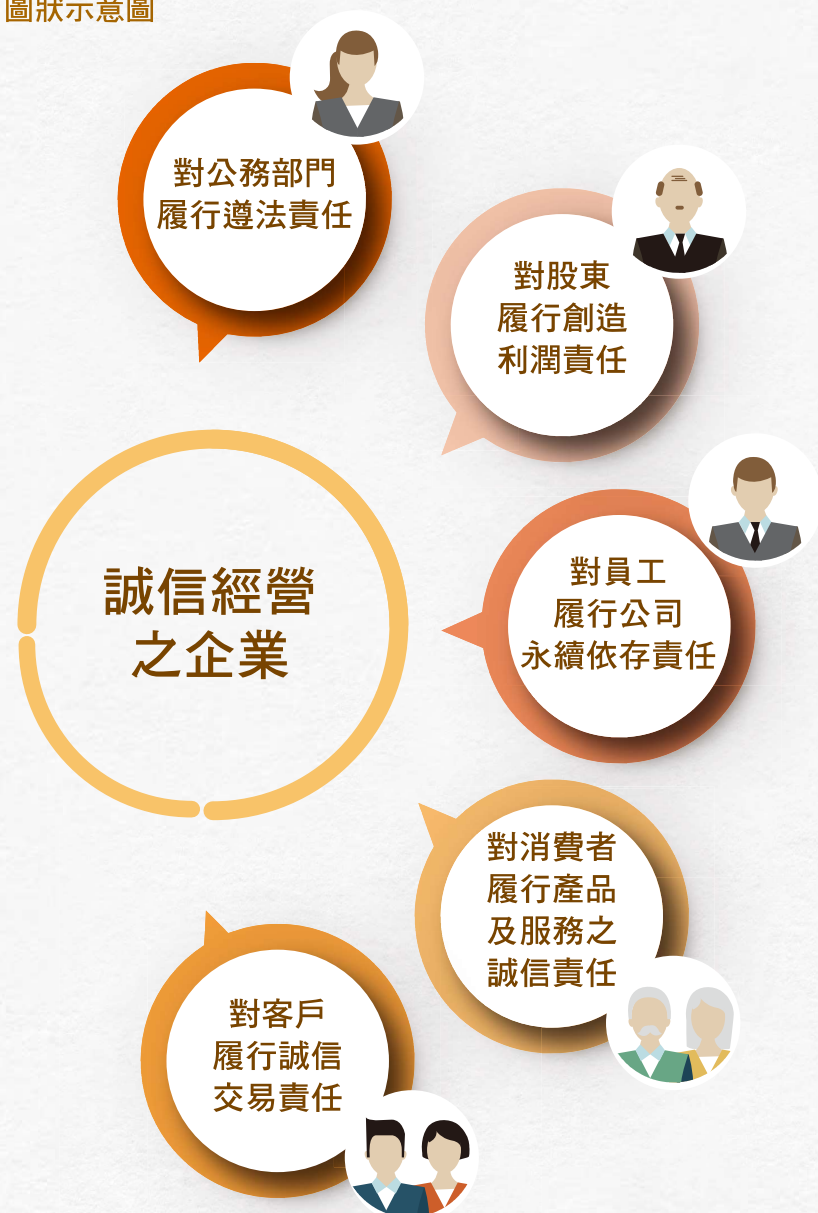 圖狀示意圖
對公務部門
履行遵法責任
對股東
履行創造
利潤責任
誠信經營
之企業
對員工
履行公司
永續依存責任
對消費者
履行產品
及服務之
誠信責任
對客戶
履行誠信
交易責任